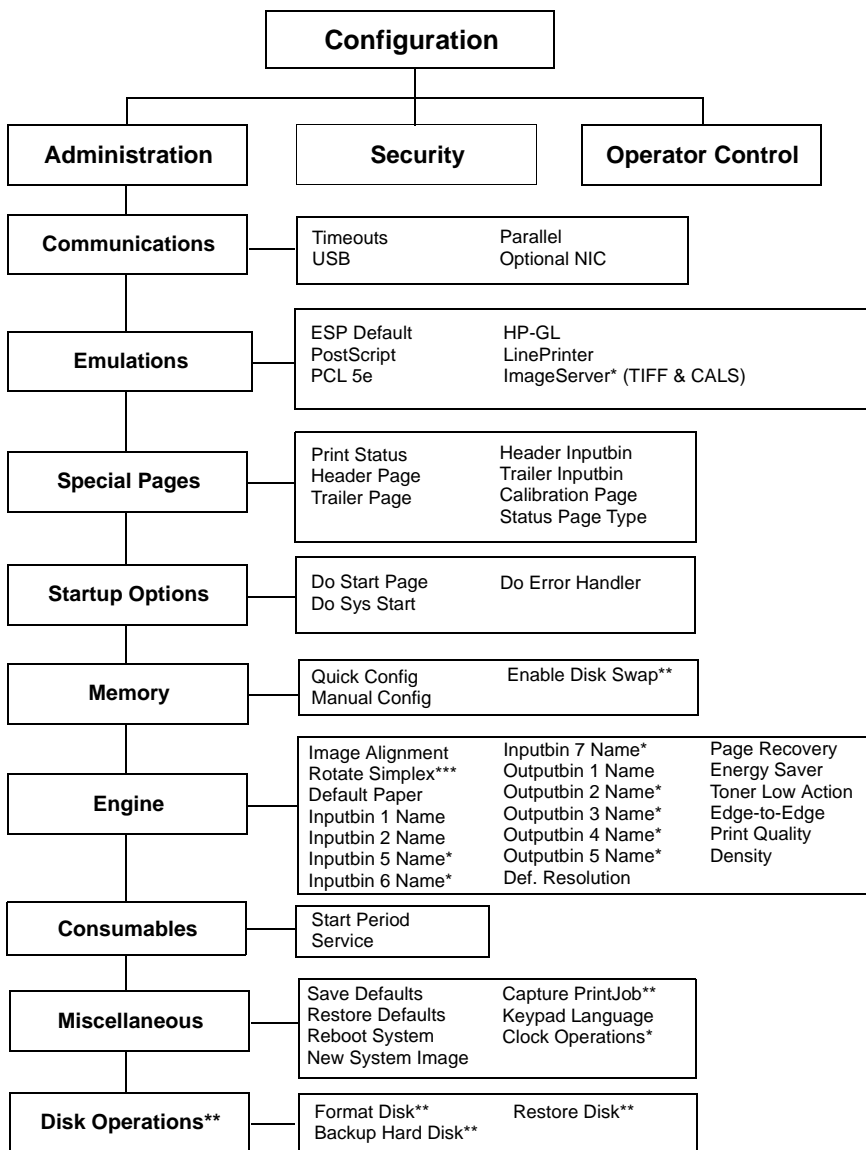 Configuration
Administration
Security
Operator Control
Communications
Timeouts
USB
Parallel
Optional NIC
Emulations
ESP Default
PostScript
PCL 5e
HP-GL
LinePrinter
ImageServer* (TIFF & CALS)
Special Pages
Print Status
Header Page
Trailer Page
Header Inputbin
Trailer Inputbin
Calibration Page
Status Page Type
Startup Options
Do Start Page
Do Sys Start
Do Error Handler
Memory
Quick Config
Manual Config
Enable Disk Swap**
Engine
Image Alignment
Rotate Simplex***
Default Paper
Inputbin 1 Name
Inputbin 2 Name
Inputbin 5 Name*
Inputbin 6 Name*
Inputbin 7 Name*
Outputbin 1 Name
Outputbin 2 Name*
Outputbin 3 Name*
Outputbin 4 Name*
Outputbin 5 Name*
Def. Resolution
Page Recovery
Energy Saver
Toner Low Action
Edge-to-Edge
Print Quality
Density
Consumables
Start Period
Service
Miscellaneous
Save Defaults
Restore Defaults
Reboot System
New System Image
Capture PrintJob**
Keypad Language
Clock Operations*
Disk Operations**
Format Disk**
Backup Hard Disk**
Restore Disk**